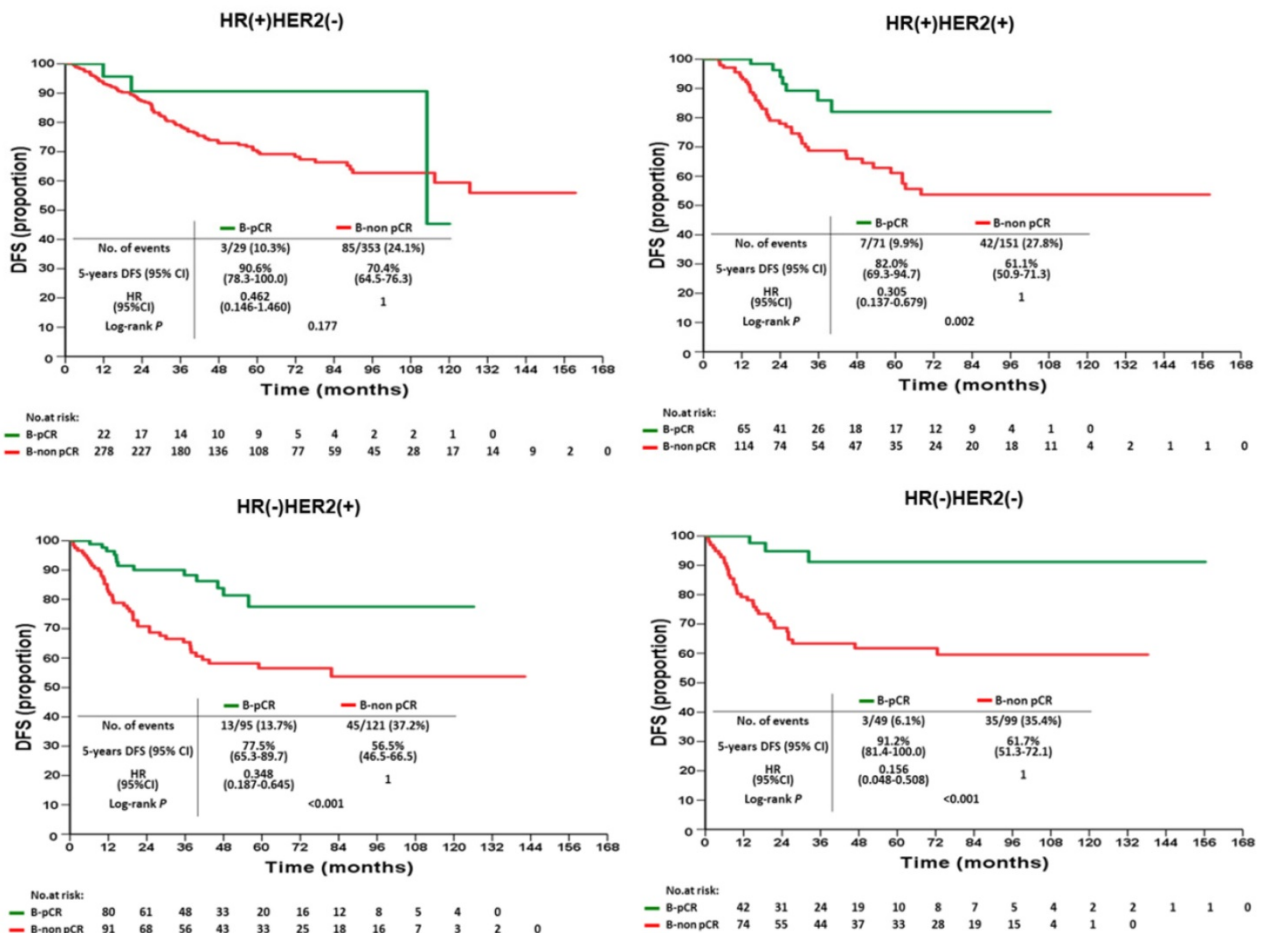 HR(+)HER2(-)
DFS (proportion)
100
90
80
70
60
50
40
30
20
10
0
B-pCR B-non pCR
No. of events 3/29 (10.3%) 85/353 (24.1%)
5-years DFS (95% CI) 90.6% 70.4%
(78.3-100.0) (64.5-76.3)
HR 0.462 1
(95%CI) (0.146-1.460)
Log-rank P 0.177
0 12 24 36 48 60 72 84 96 108 120 132 144 156 168
Time (months)
No.at risk:
B-pCR 22 17 14 10 9 5 4 2 2 1 0
B-non pCR 278 227 180 136 108 77 59 45 28 17 14 9 2 0
HR(+)HER2(+)
DFS (proportion)
100
90
80
70
60
50
40
30
20
10
0
B-pCR B-non pCR
No. of events 7/71 (9.9%) 42/151 (27.8%)
5-years DFS (95% CI) 82.0% 61.1%
(69.3-94.7) (50.9-71.3)
HR 0.305 1
(95%CI) (0.137-0.679)
Log-rank P 0.002
0 12 24 36 48 60 72 84 96 108 120 132 144 156 168
Time (months)
No.at risk:
B-pCR 65 41 26 18 17 12 9 4 1 0
B-non pCR 114 74 54 47 35 24 20 18 11 4 2 1 1 0
HR(-)HER2(+)
DFS (proportion)
100
90
80
70
60
50
40
30
20
10
0
B-pCR B-non pCR
No. of events 13/95 (13.7%) 45/121 (37.2%)
5-years DFS (95% CI) 77.5% 56.5%
(65.3-89.7) (46.5-66.5)
HR 0.348 1
(95%CI) (0.187-0.645)
Log-rank P <0.001
0 12 24 36 48 60 72 84 96 108 120 132 144 156 168
Time (months)
No.at risk:
B-pCR 80 61 48 33 20 16 12 8 5 4 0
B-non pCR 91 68 56 43 33 25 18 16 7 3 2 0
HR(-)HER2(-)
DFS (proportion)
100
90
80
70
60
50
40
30
20
10
0
B-pCR B-non pCR
No. of events 3/49 (6.1%) 35/99 (35.4%)
5-years DFS (95% CI) 91.2% 61.7%
(81.4-100.0) (51.3-72.1)
HR 0.156 1
(95%CI) (0.048-0.508)
Log-rank P <0.001
0 12 24 36 48 60 72 84 96 108 120 132 144 156 168
Time (months)
No.at risk:
B-pCR 42 31 24 19 10 8 7 5 4 2 2 1 1 0
B-non pCR 74 55 44 37 33 28 19 15 4 1 0